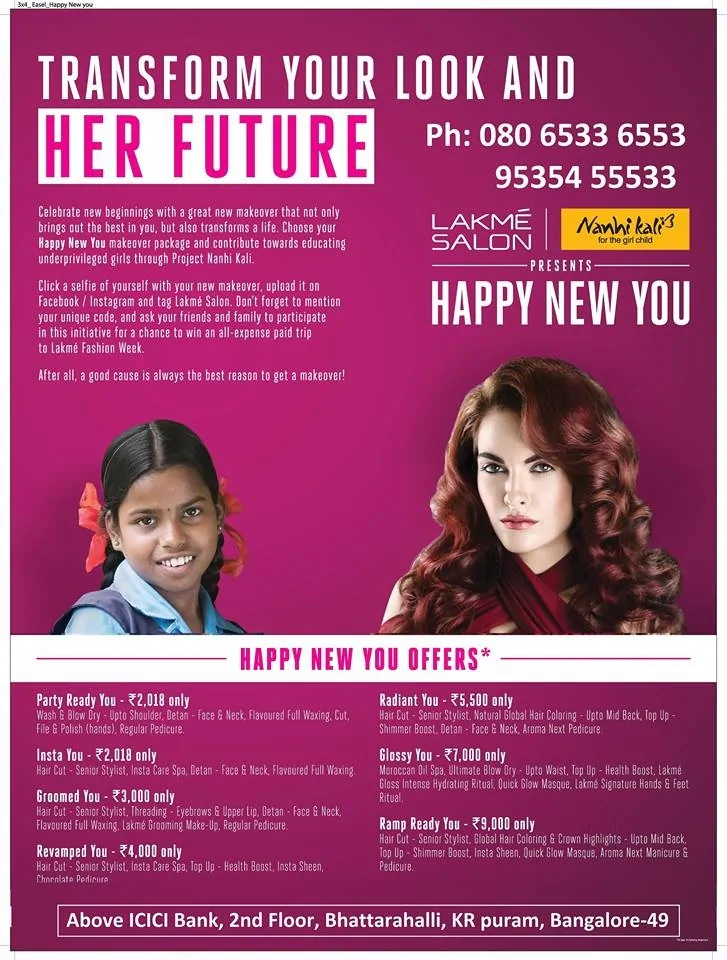 3x4_ Easel_Happy New you
TRANSFORM YOUR LOOK AND
HER FUTURE
Ph: 080 6533 6553
95354 55533
Celebrate new beginnings with a great new makeover that not only
brings out the best in you, but also transforms a life. Choose your
Happy New You makeover package and contribute towards educating
underprivileged girls through Project Nanhi Kali.
Click a selfie of yourself with your new makeover, upload it on
Facebook / Instagram and tag Lakmé Salon. Don't forget to mention
your unique code, and ask your friends and family to participate
in this initiative for a chance to win an all-expense paid trip
to Lakmé Fashion Week.
After all, a good cause is always the best reason to get a makeover!
LAKMÉ
SALON
Nanhi kali
for the girl child
PRESENTS
HAPPY NEW YOU
HAPPY NEW YOU OFFERS*
Party Ready You - ₹2,018 only
Wash & Blow Dry - Upto Shoulder, Detan - Face & Neck, Flavoured Full Waxing, Cut,
File & Polish (hands), Regular Pedicure.
Insta You - ₹2,018 only
Hair Cut - Senior Stylist, Insta Care Spa, Detan - Face & Neck, Flavoured Full Waxing.
Groomed You - ₹3,000 only
Hair Cut - Senior Stylist, Threading - Eyebrows & Upper Lip, Detan - Face & Neck,
Flavoured Full Waxing, Lakmé Grooming Make-Up, Regular Pedicure.
Revamped You - ₹4,000 only
Hair Cut - Senior Stylist, Insta Care Spa, Top Up - Health Boost, Insta Sheen,
Chocolate Pedicure
Radiant You - ₹5,500 only
Hair Cut - Senior Stylist, Natural Global Hair Coloring - Upto Mid Back, Top Up -
Shimmer Boost, Detan - Face & Neck, Aroma Next Pedicure.
Glossy You - ₹7,000 only
Moroccan Oil Spa, Ultimate Blow Dry - Upto Waist, Top Up - Health Boost, Lakmé
Gloss Intense Hydrating Ritual, Quick Glow Masque, Lakmé Signature Hands & Feet
Ritual.
Ramp Ready You - ₹9,000 only
Hair Cut - Senior Stylist, Global Hair Coloring & Crown Highlights - Upto Mid Back,
Top Up - Shimmer Boost, Insta Sheen, Quick Glow Masque, Aroma Next Manicure &
Pedicure.
Above ICICI Bank, 2nd Floor, Bhattarahalli, KR puram, Bangalore-49